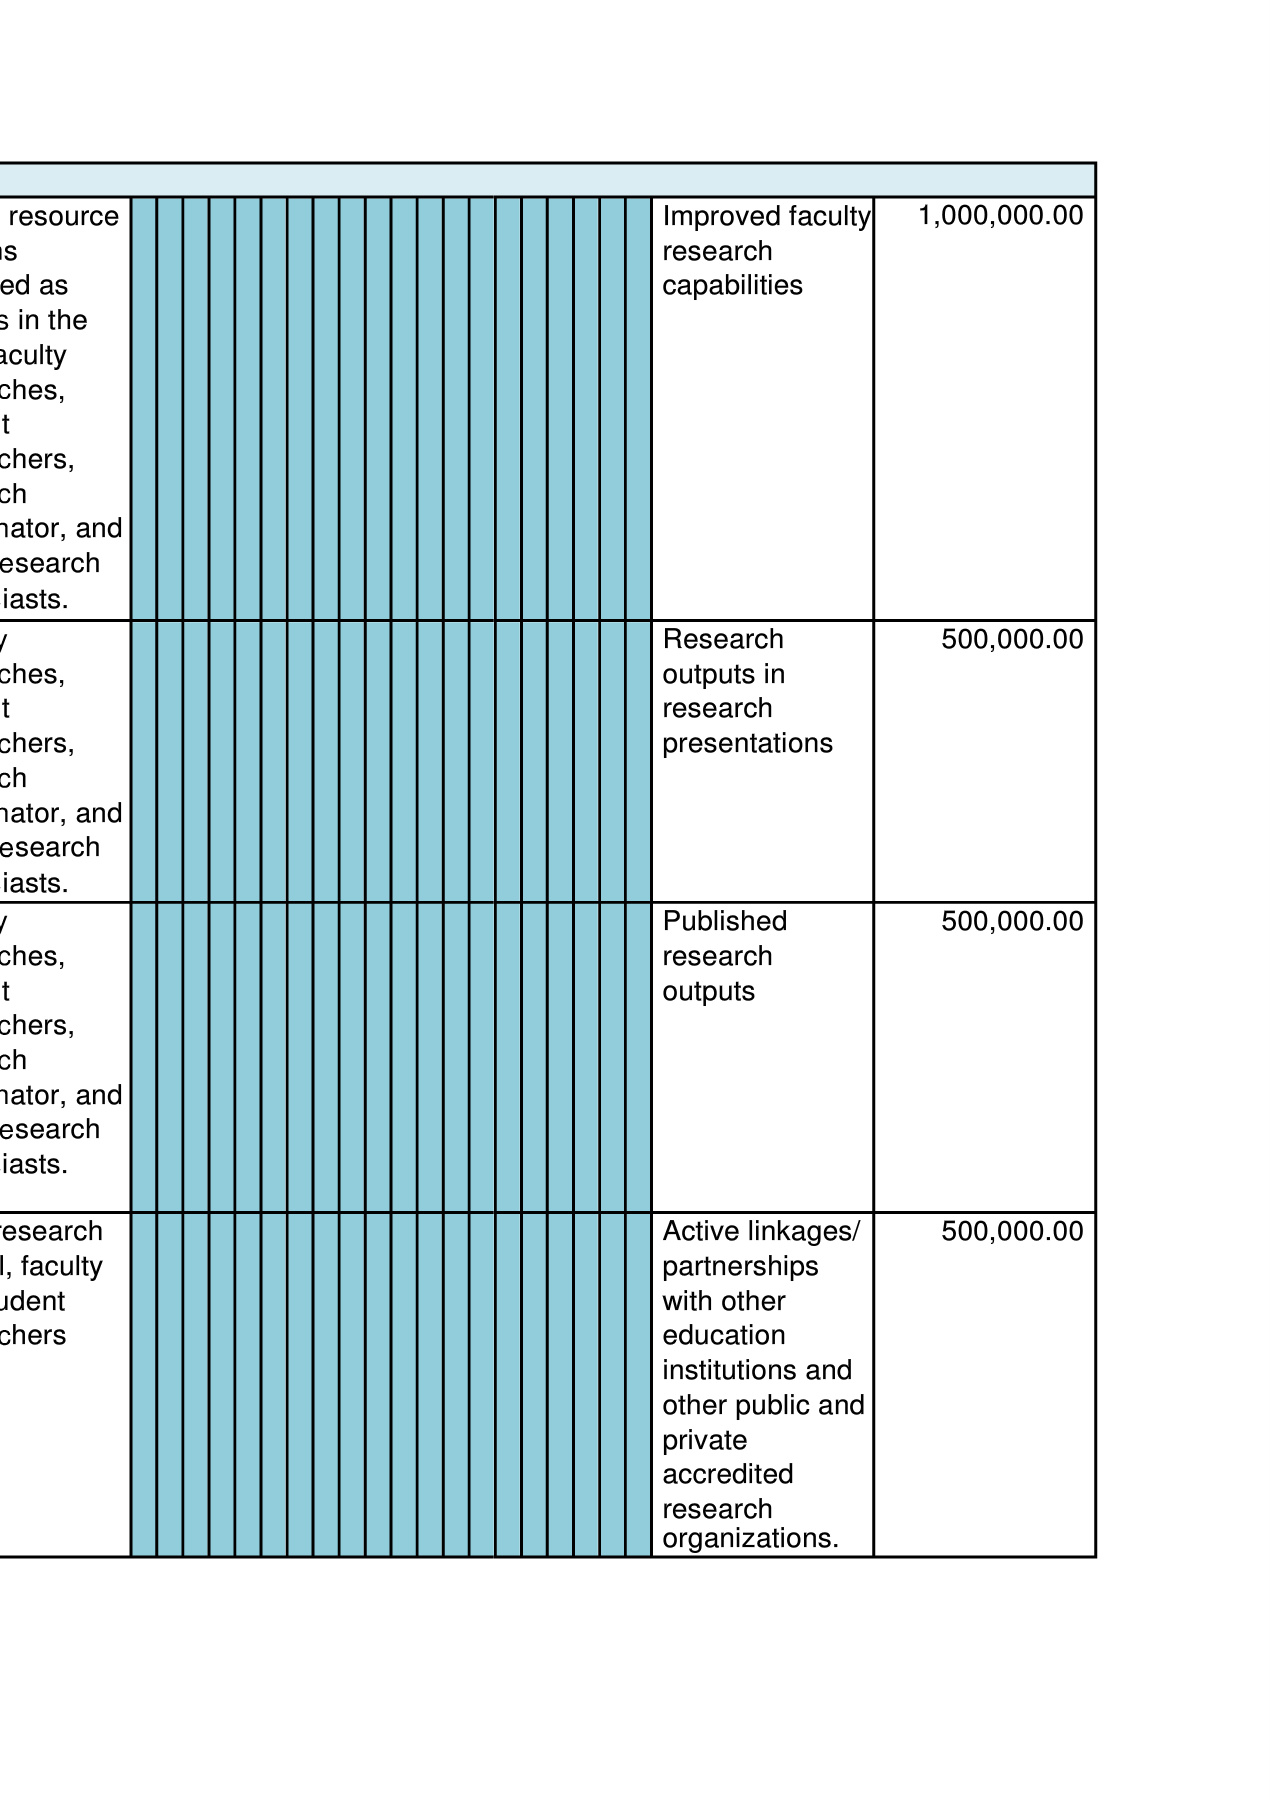 resource
ns
ed as
s in the
aculty
ches,
t
chers,
ch
nator, and
esearch
iasts.
Improved faculty
research
capabilities
1,000,000.00
y
ches,
t
chers,
ch
nator, and
esearch
iasts.
Research
outputs in
research
presentations
500,000.00
y
ches,
t
chers,
ch
nator, and
esearch
iasts.
Published
research
outputs
500,000.00
research
l, faculty
udent
chers
Active linkages/
partnerships
with other
education
institutions and
other public and
private
accredited
research
organizations.
500,000.00